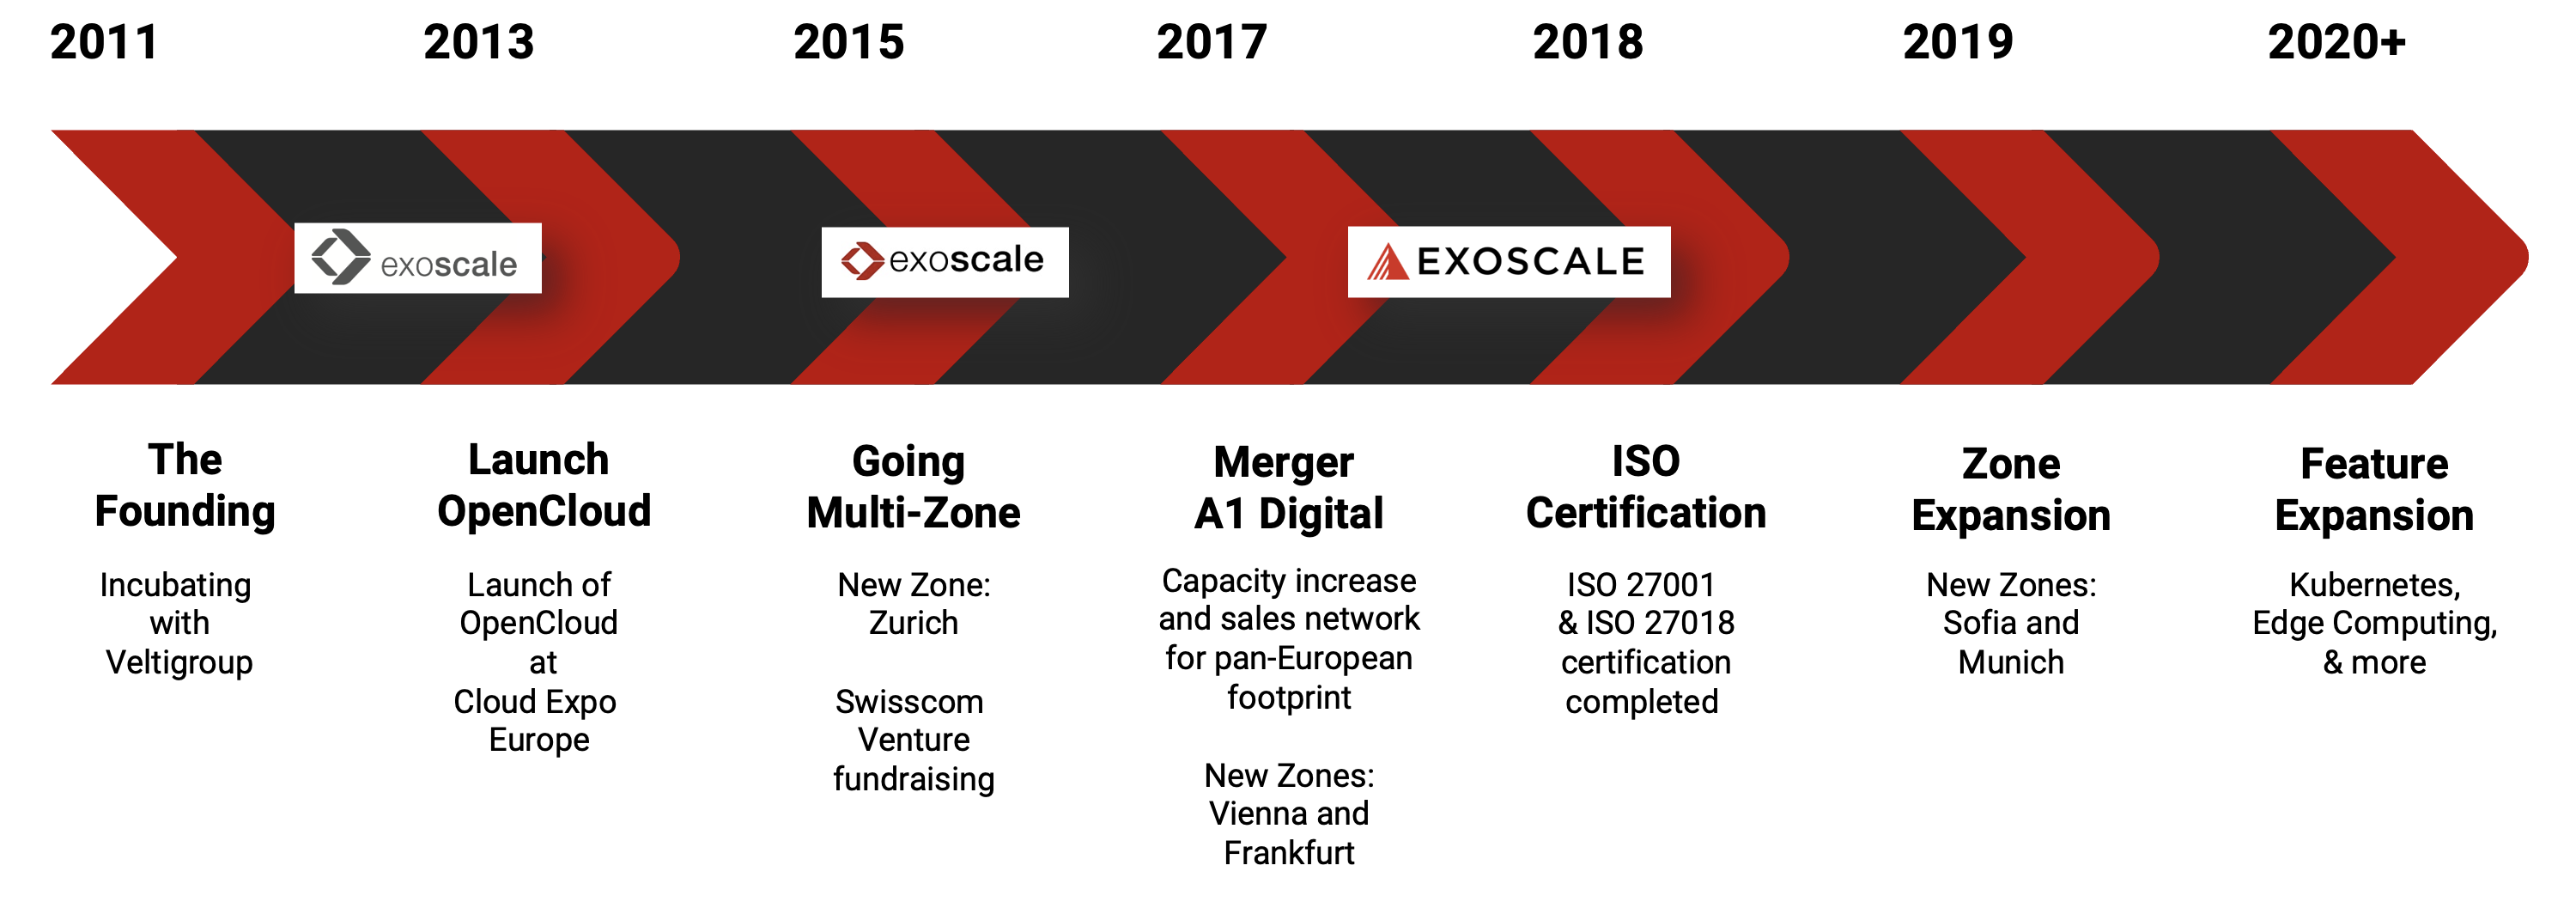 2011
2013
2015
2017
2018
2019
2020+
exoscale
exoscale
EXOSCALE
The
Founding
Incubating
with
Veltigroup
Launch
OpenCloud
Launch of
OpenCloud
at
Cloud Expo
Europe
Going
Multi-Zone
New Zone:
Zurich
Swisscom
Venture
fundraising
Merger
A1 Digital
Capacity increase
and sales network
for pan-European
footprint
New Zones:
Vienna and
Frankfurt
ISO
Certification
ISO 27001
& ISO 27018
certification
completed
Zone
Expansion
New Zones:
Sofia and
Munich
Feature
Expansion
Kubernetes,
Edge Computing,
& more